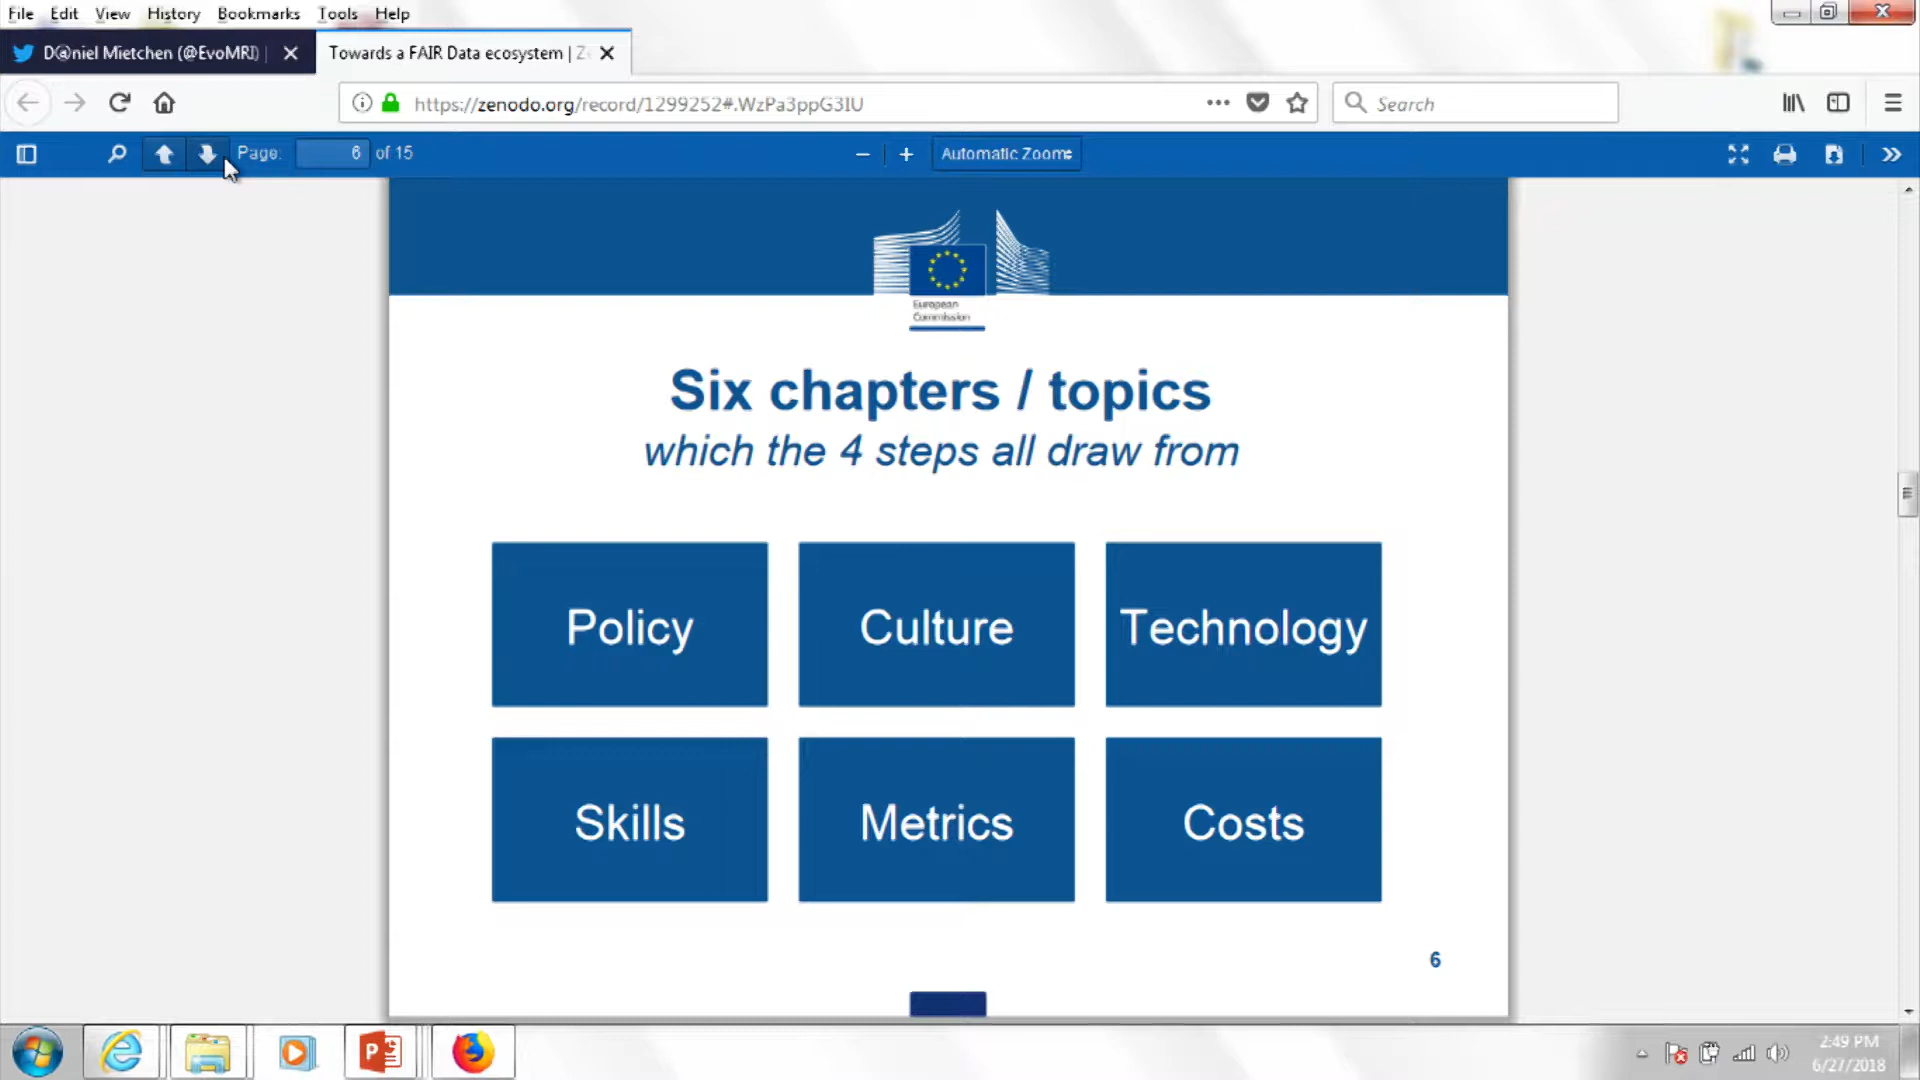 File Edit View History Bookmarks Tools Help
D@niel Mietchen (@EvoMRI) |
Towards a FAIR Data ecosystem | Z
https://zenodo.org/record/1299252#.WzPa3ppG3IU
Search
Page: 6 of 15
Automatic Zoom
European
Commission
Six chapters / topics
which the 4 steps all draw from
Policy
Culture
Technology
Skills
Metrics
Costs
6
2:49 PM
6/27/2018